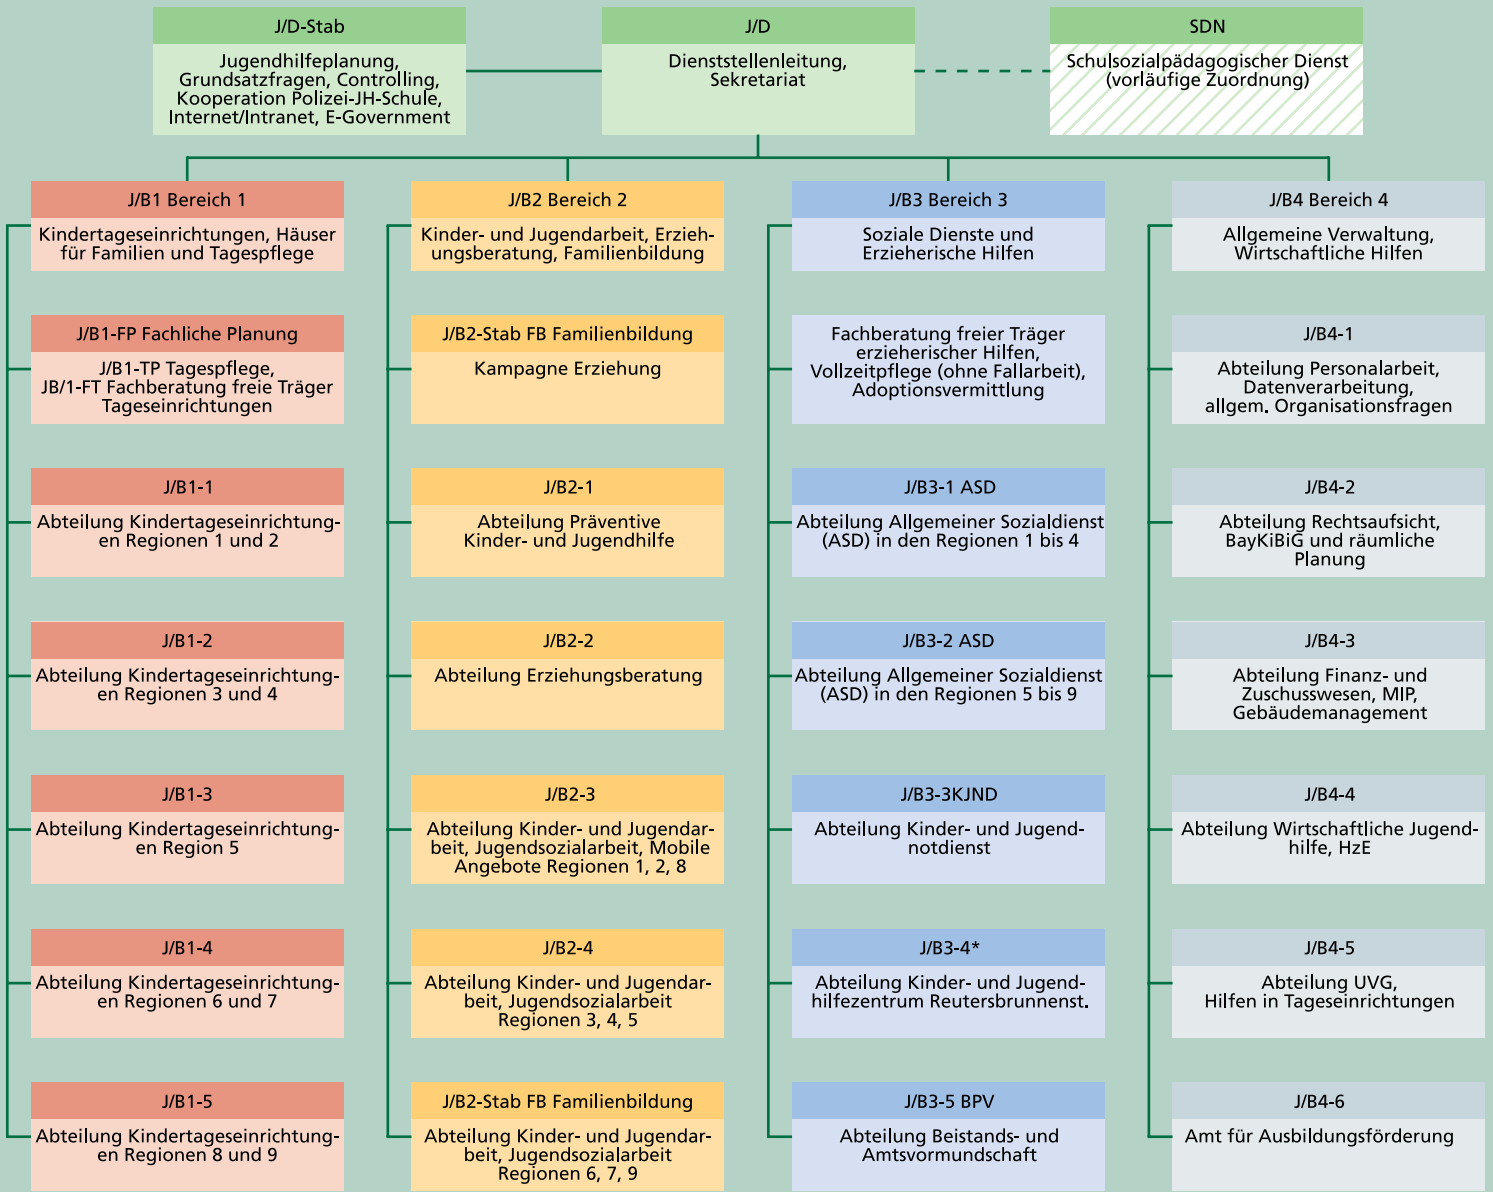 J/D-Stab
Jugendhilfeplanung,
Grundsatzfragen, Controlling,
Kooperation Polizei-JH-Schule,
Internet/Intranet, E-Government
J/D
Dienststellenleitung,
Sekretariat
SDN
Schulsozialpädagogischer Dienst
(vorläufige Zuordnung)
J/B1 Bereich 1
Kindertageseinrichtungen, Häuser
für Familien und Tagespflege
J/B1-FP Fachliche Planung
J/B1-TP Tagespflege,
JB/1-FT Fachberatung freie Träger
Tageseinrichtungen
J/B1-1
Abteilung Kindertageseinrichtung-
en Regionen 1 und 2
J/B1-2
Abteilung Kindertageseinrichtung-
en Regionen 3 und 4
J/B1-3
Abteilung Kindertageseinrichtung-
en Region 5
J/B1-4
Abteilung Kindertageseinrichtung-
en Regionen 6 und 7
J/B1-5
Abteilung Kindertageseinrichtung-
en Regionen 8 und 9
J/B2 Bereich 2
Kinder- und Jugendarbeit, Erzieh-
ungsberatung, Familienbildung
J/B2-Stab FB Familienbildung
Kampagne Erziehung
J/B2-1
Abteilung Präventive
Kinder- und Jugendhilfe
J/B2-2
Abteilung Erziehungsberatung
J/B2-3
Abteilung Kinder- und Jugendar-
beit, Jugendsozialarbeit, Mobile
Angebote Regionen 1, 2, 8
J/B2-4
Abteilung Kinder- und Jugendar-
beit, Jugendsozialarbeit
Regionen 3, 4, 5
J/B2-Stab FB Familienbildung
Abteilung Kinder- und Jugendar-
beit, Jugendsozialarbeit
Regionen 6, 7, 9
J/B3 Bereich 3
Soziale Dienste und
Erzieherische Hilfen
Fachberatung freier Träger
erzieherischer Hilfen,
Vollzeitpflege (ohne Fallarbeit),
Adoptionsvermittlung
J/B3-1 ASD
Abteilung Allgemeiner Sozialdienst
(ASD) in den Regionen 1 bis 4
J/B3-2 ASD
Abteilung Allgemeiner Sozialdienst
(ASD) in den Regionen 5 bis 9
J/B3-3KJND
Abteilung Kinder- und Jugend-
notdienst
J/B3-4*
Abteilung Kinder- und Jugend-
hilfezentrum Reutersbrunnenst.
J/B3-5 BPV
Abteilung Beistands- und
Amtsvormundschaft
J/B4 Bereich 4
Allgemeine Verwaltung,
Wirtschaftliche Hilfen
J/B4-1
Abteilung Personalarbeit,
Datenverarbeitung,
allgem. Organisationsfragen
J/B4-2
Abteilung Rechtsaufsicht,
BayKiBiG und räumliche
Planung
J/B4-3
Abteilung Finanz- und
Zuschusswesen, MIP,
Gebäudemanagement
J/B4-4
Abteilung Wirtschaftliche Jugend-
hilfe, HzE
J/B4-5
Abteilung UVG,
Hilfen in Tageseinrichtungen
J/B4-6
Amt für Ausbildungsförderung